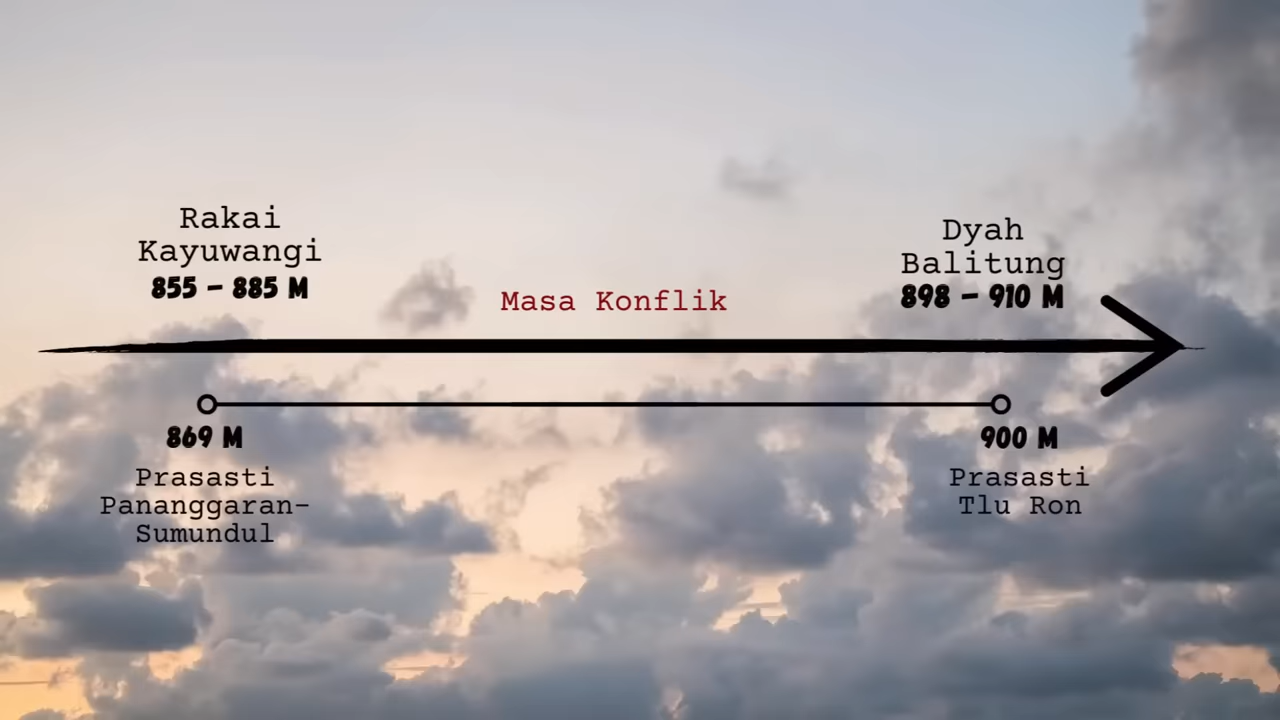 Rakai
Kayuwangi
855 - 885 M
Masa Konflik
Dyah
Balitung
898 - 910 M
869 M
Prasasti
Pananggaran-
Sumundul
900 M
Prasasti
Tlu Ron